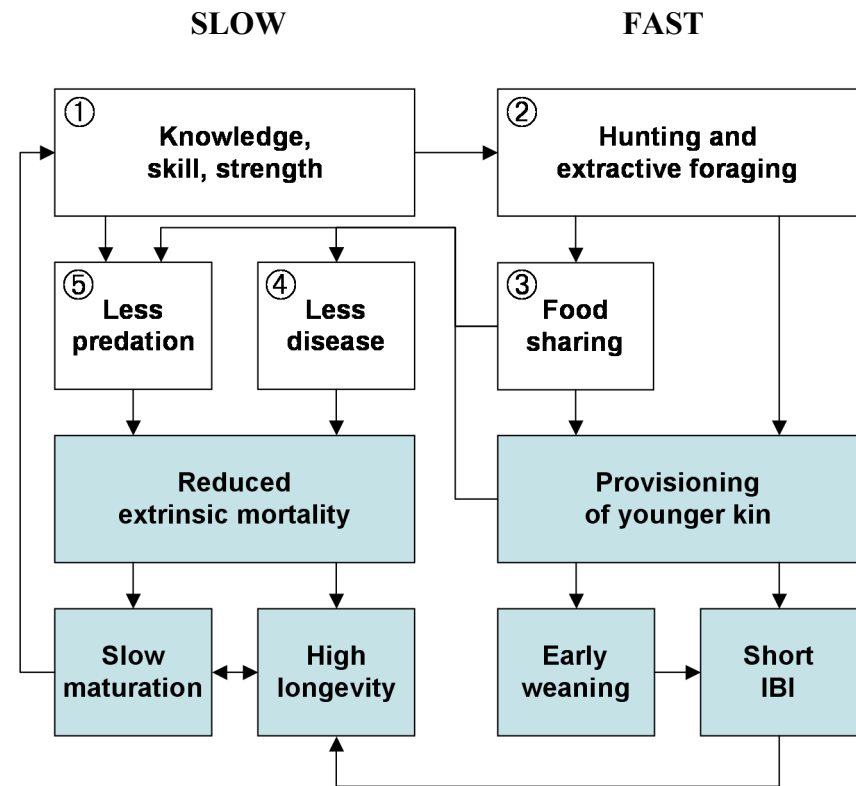 SLOW
FAST
①
Knowledge,
skill, strength
②
Hunting and
extractive foraging
⑤
Less
predation
④
Less
disease
③
Food
sharing
Reduced
extrinsic mortality
Provisioning
of younger kin
Slow
maturation
High
longevity
Early
weaning
Short
IBI